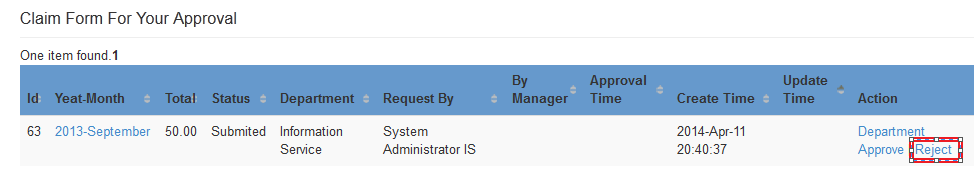 Claim Form For Your Approval
One item found.1
Id Yeat-Month Total Status Department Request By By Manager Approval Time Create Time Update Time Action
63 2013-September 50.00 Submited Information Service System Administrator IS 2014-Apr-11 20:40:37 Department Approve Reject